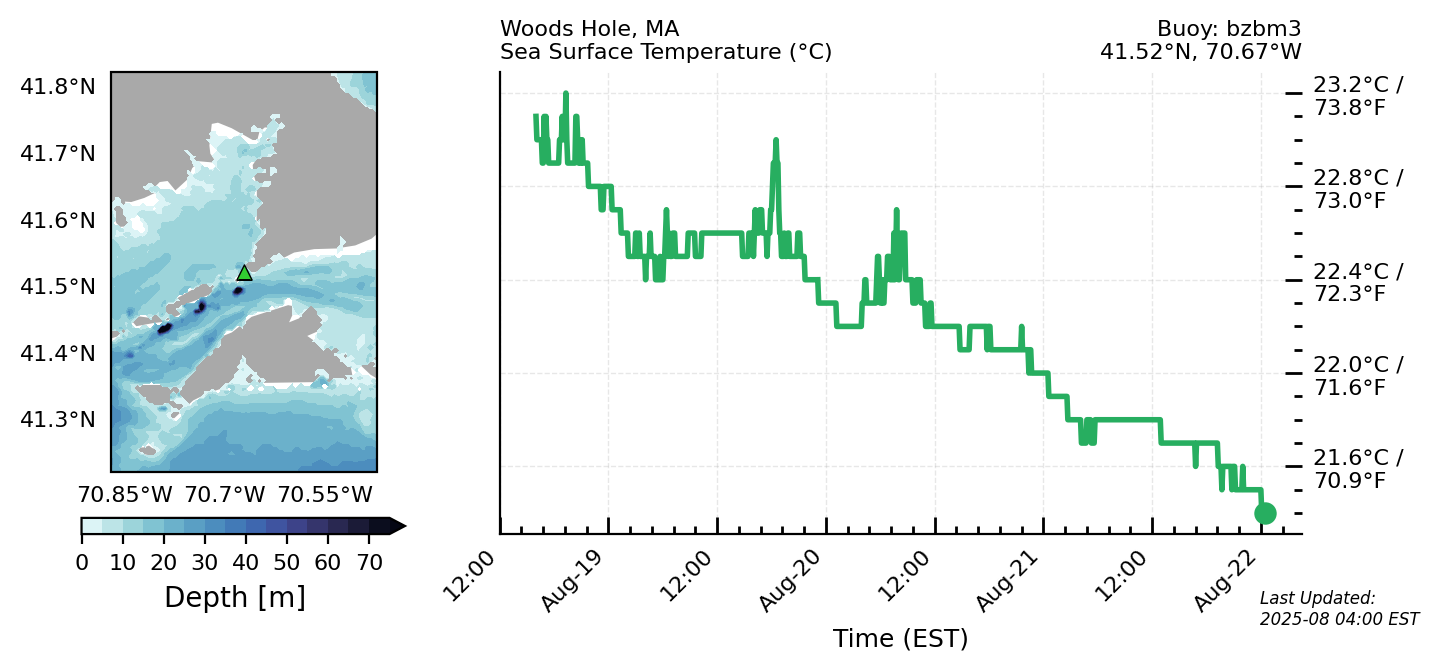 Woods Hole, MA
Sea Surface Temperature (°C)
Buoy: bzbm3
41.52°N, 70.67°W
41.8°N
41.7°N
41.6°N
41.5°N
41.4°N
41.3°N
70.85°W 70.7°W 70.55°W
0 10 20 30 40 50 60 70
Depth [m]
23.2°C /
73.8°F
22.8°C /
73.0°F
22.4°C /
72.3°F
22.0°C /
71.6°F
21.6°C /
70.9°F
12:00 Aug-19 12:00 Aug-20 12:00 Aug-21 12:00 Aug-22
Time (EST)
Last Updated:
2025-08 04:00 EST